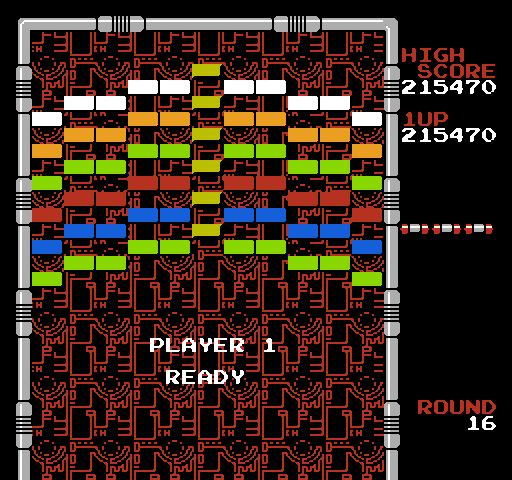 HIGH
SCORE
215470
1UP
215470
PLAYER 1
READY
ROUND
16